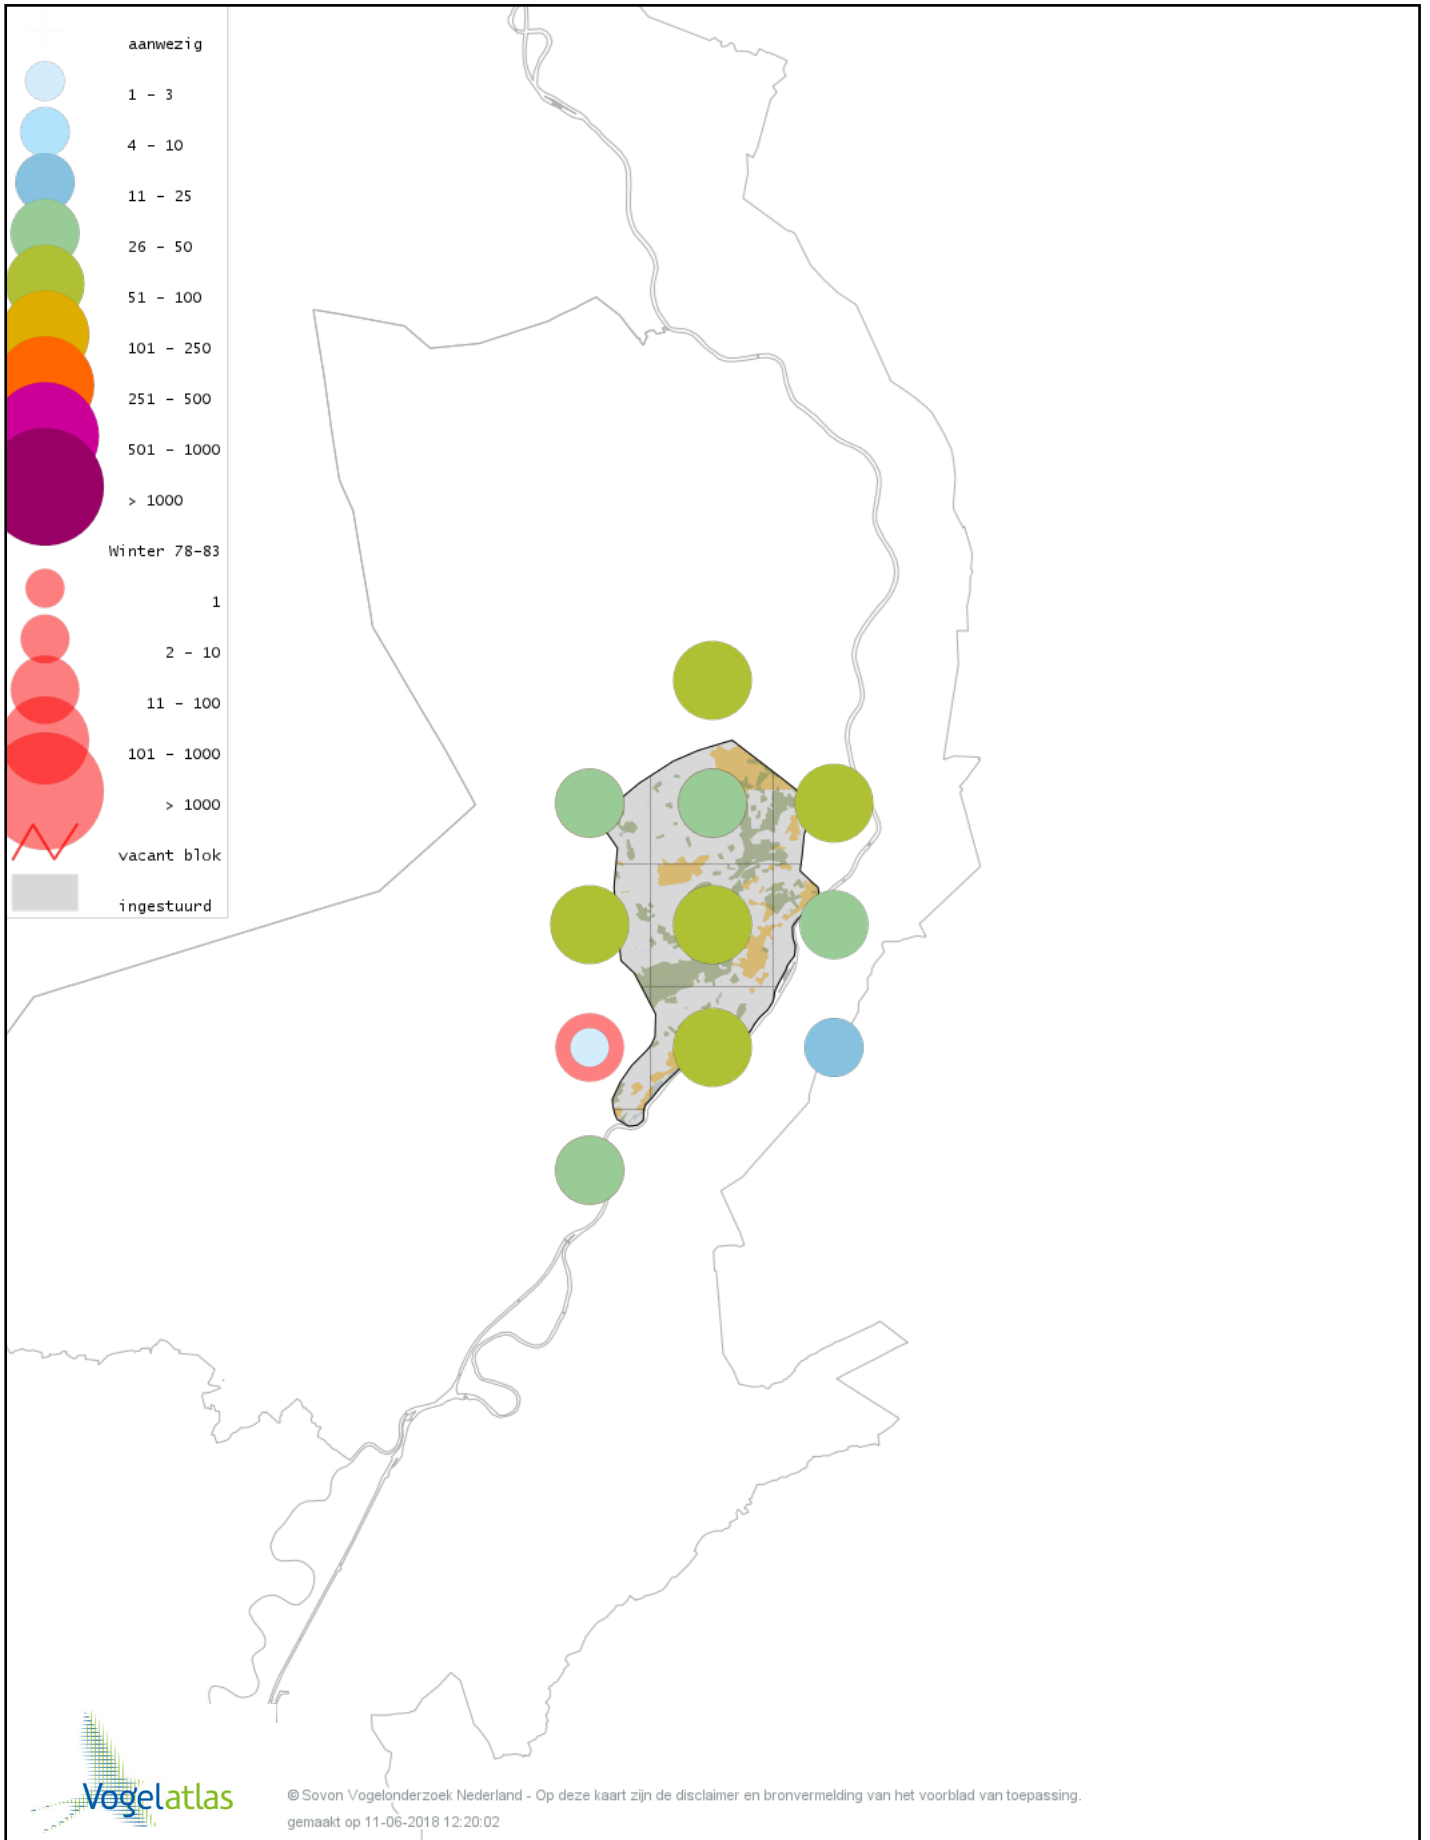 aanwezig
1 - 3
4 - 10
11 - 25
26 - 50
51 - 100
101 - 250
251 - 500
501 - 1000
> 1000
Winter 78-83
1
2 - 10
11 - 100
101 - 1000
> 1000
vacant blok
ingestuurd
Vogelatlas
© Sovon Vogelonderzoek Nederland - Op deze kaart zijn de disclaimer en bronvermelding van het voorblad van toepassing.
gemaakt op 11-06-2018 12:20:02